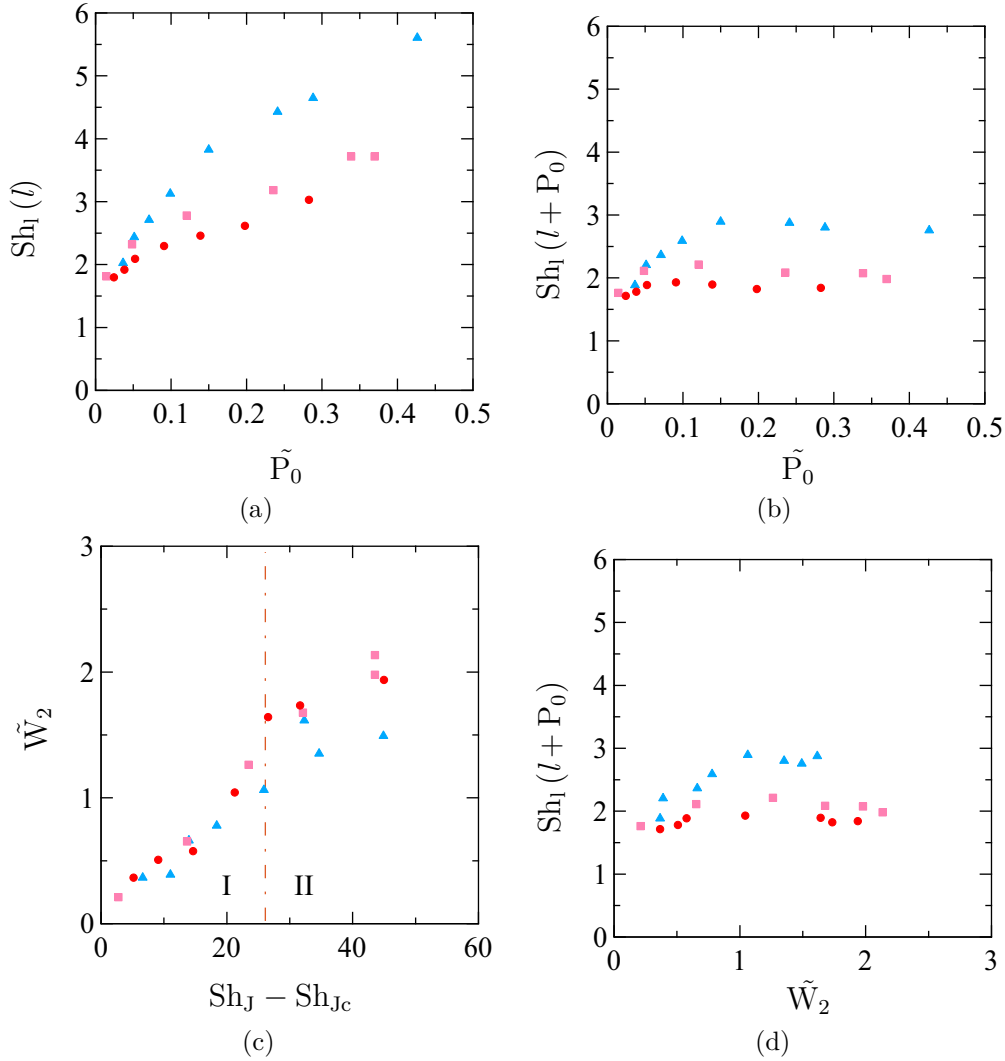 6
5
4
3
2
1
0
Sh_l (l)
0 0.1 0.2 0.3 0.4 0.5
P̃_0
(a)
6
5
4
3
2
1
0
Sh_l (l + P_0)
0 0.1 0.2 0.3 0.4 0.5
P̃_0
(b)
3
2
1
0
W̃_2
I II
0 20 40 60
Sh_J − Sh_Jc
(c)
6
5
4
3
2
1
0
Sh_l (l + P_0)
0 1 2 3
W̃_2
(d)